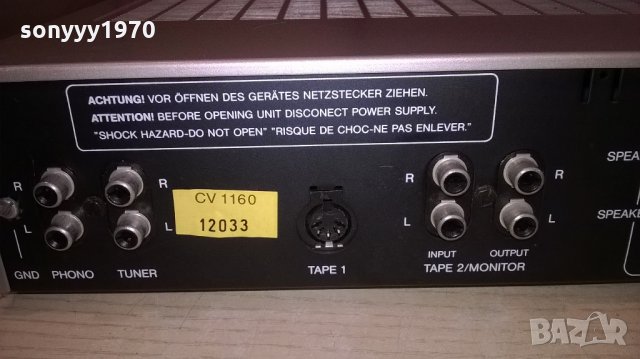 sonyyy1970
ACHTUNG! VOR ÖFFNEN DES GERÄTES NETZSTECKER ZIEHEN.
ATTENTION! BEFORE OPENING UNIT DISCONECT POWER SUPPLY.
"SHOCK HAZARD-DO NOT OPEN" "RISQUE DE CHOC-NE PAS ENLEVER."
R
R
R
R
SPEA
L
L
CV 1160
12033
L
L
SPEAKE
GND
PHONO
TUNER
TAPE 1
INPUT
OUTPUT
TAPE 2/MONITOR
BAZAR
bg